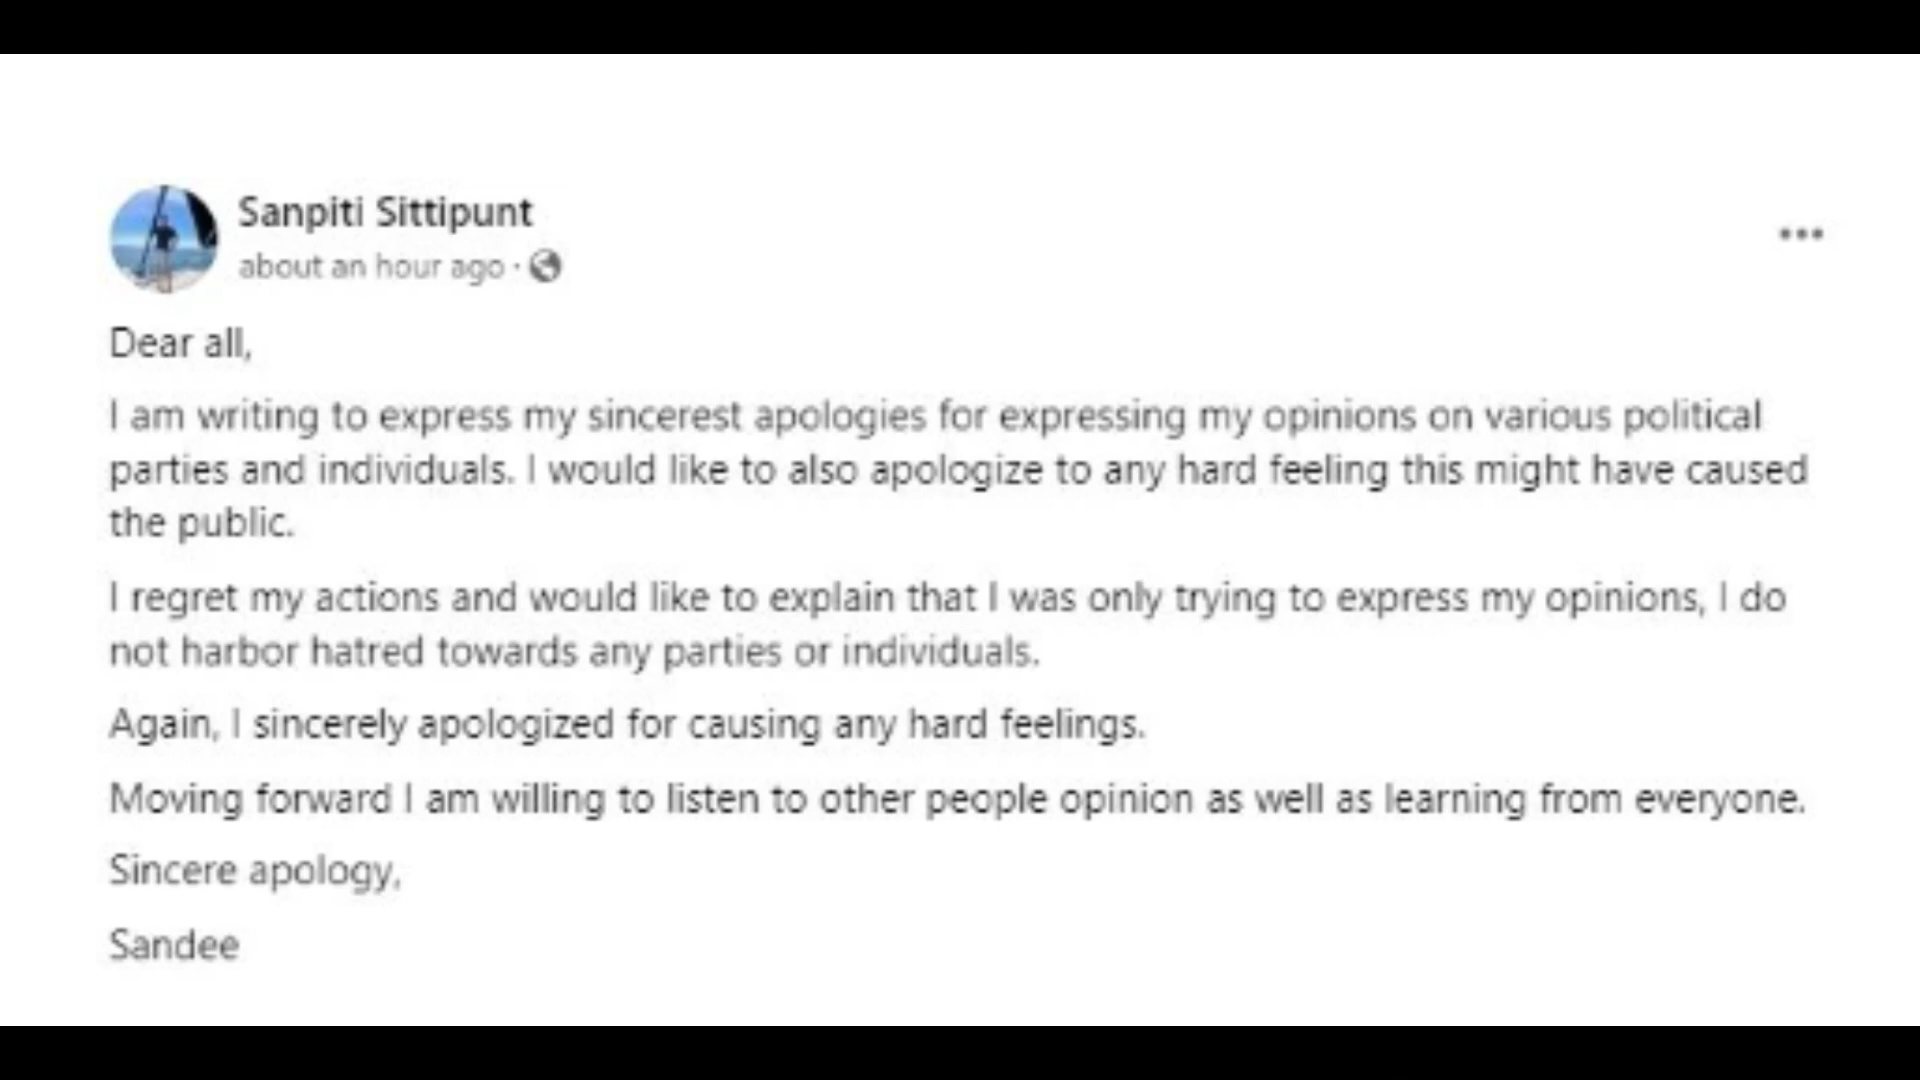 Sanpiti Sittipunt
about an hour ago ·
Dear all,
I am writing to express my sincerest apologies for expressing my opinions on various political
parties and individuals. I would like to also apologize to any hard feeling this might have caused
the public.
I regret my actions and would like to explain that I was only trying to express my opinions, I do
not harbor hatred towards any parties or individuals.
Again, I sincerely apologized for causing any hard feelings.
Moving forward I am willing to listen to other people opinion as well as learning from everyone.
Sincere apology,
Sandee